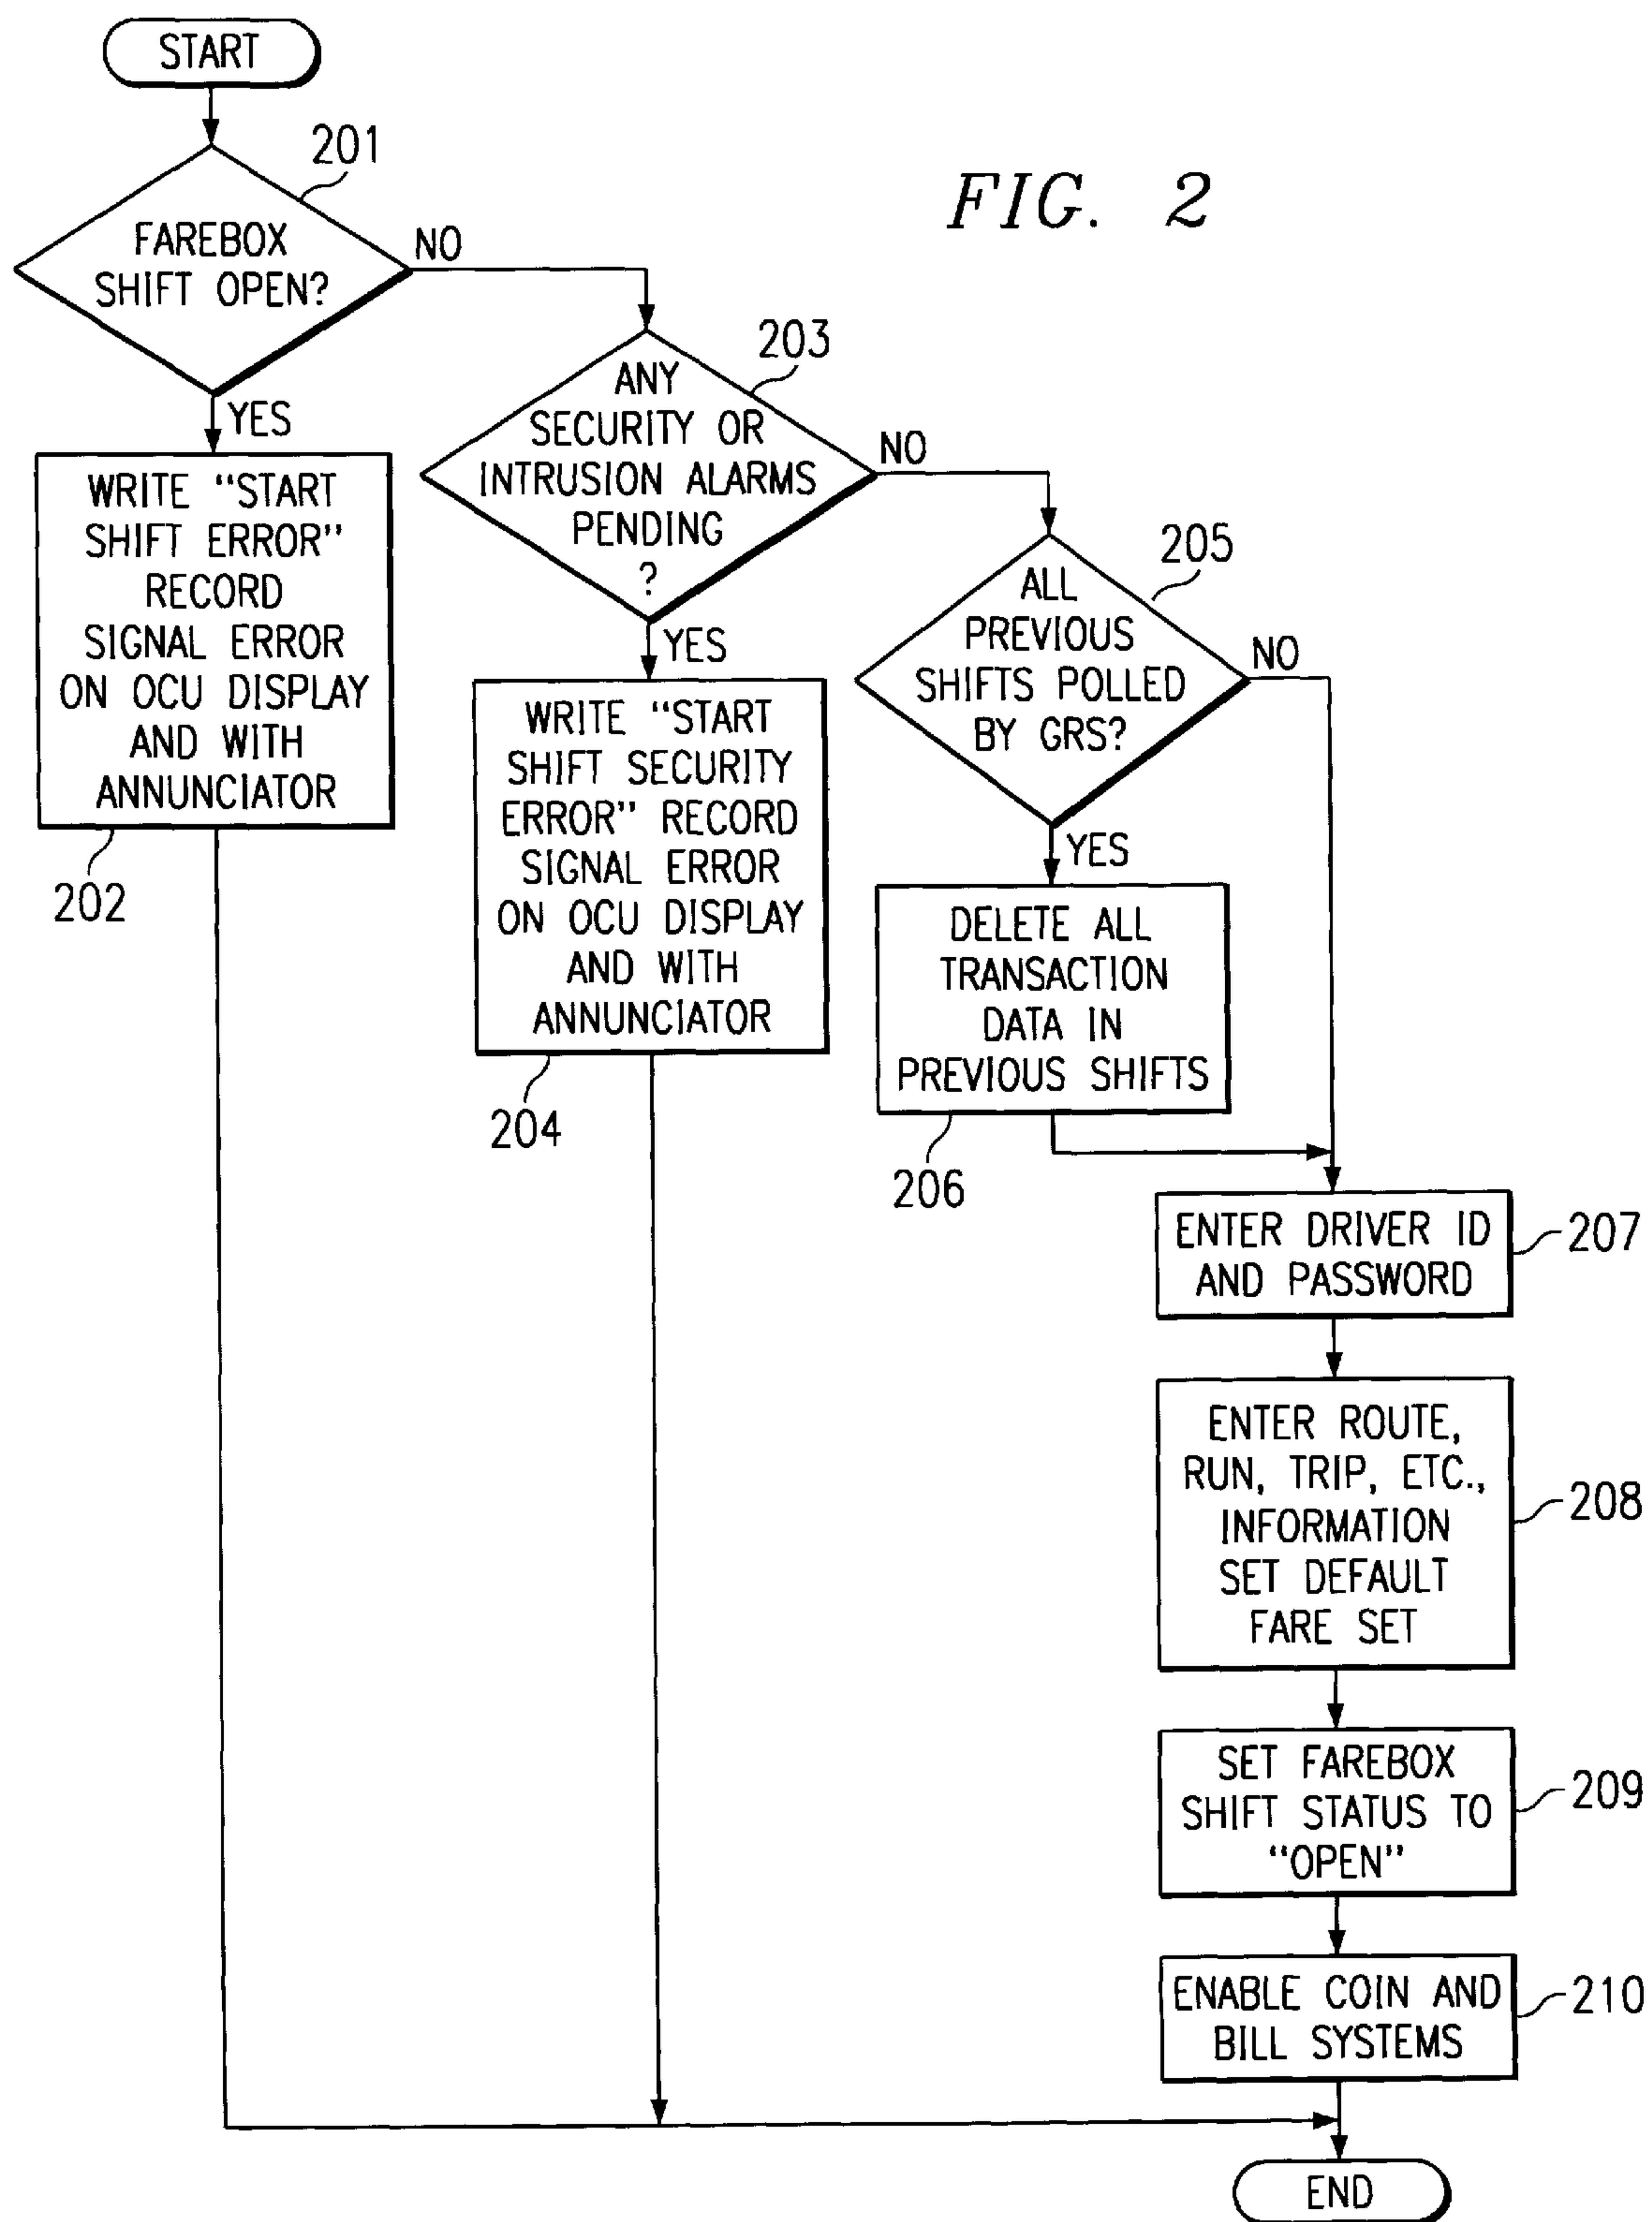 START
201
FIG. 2
FAREBOX
SHIFT OPEN?
NO
YES
WRITE “START
SHIFT ERROR”
RECORD
SIGNAL ERROR
ON OCU DISPLAY
AND WITH
ANNUNCIATOR
202
203
ANY
SECURITY OR
INTRUSION ALARMS
PENDING
?
NO
YES
WRITE “START
SHIFT SECURITY
ERROR” RECORD
SIGNAL ERROR
ON OCU DISPLAY
AND WITH
ANNUNCIATOR
204
205
ALL
PREVIOUS
SHIFTS POLLED
BY GRS?
NO
YES
DELETE ALL
TRANSACTION
DATA IN
PREVIOUS SHIFTS
206
ENTER DRIVER ID
AND PASSWORD
207
ENTER ROUTE,
RUN, TRIP, ETC.,
INFORMATION
SET DEFAULT
FARE SET
208
SET FAREBOX
SHIFT STATUS TO
“OPEN”
209
ENABLE COIN AND
BILL SYSTEMS
210
END